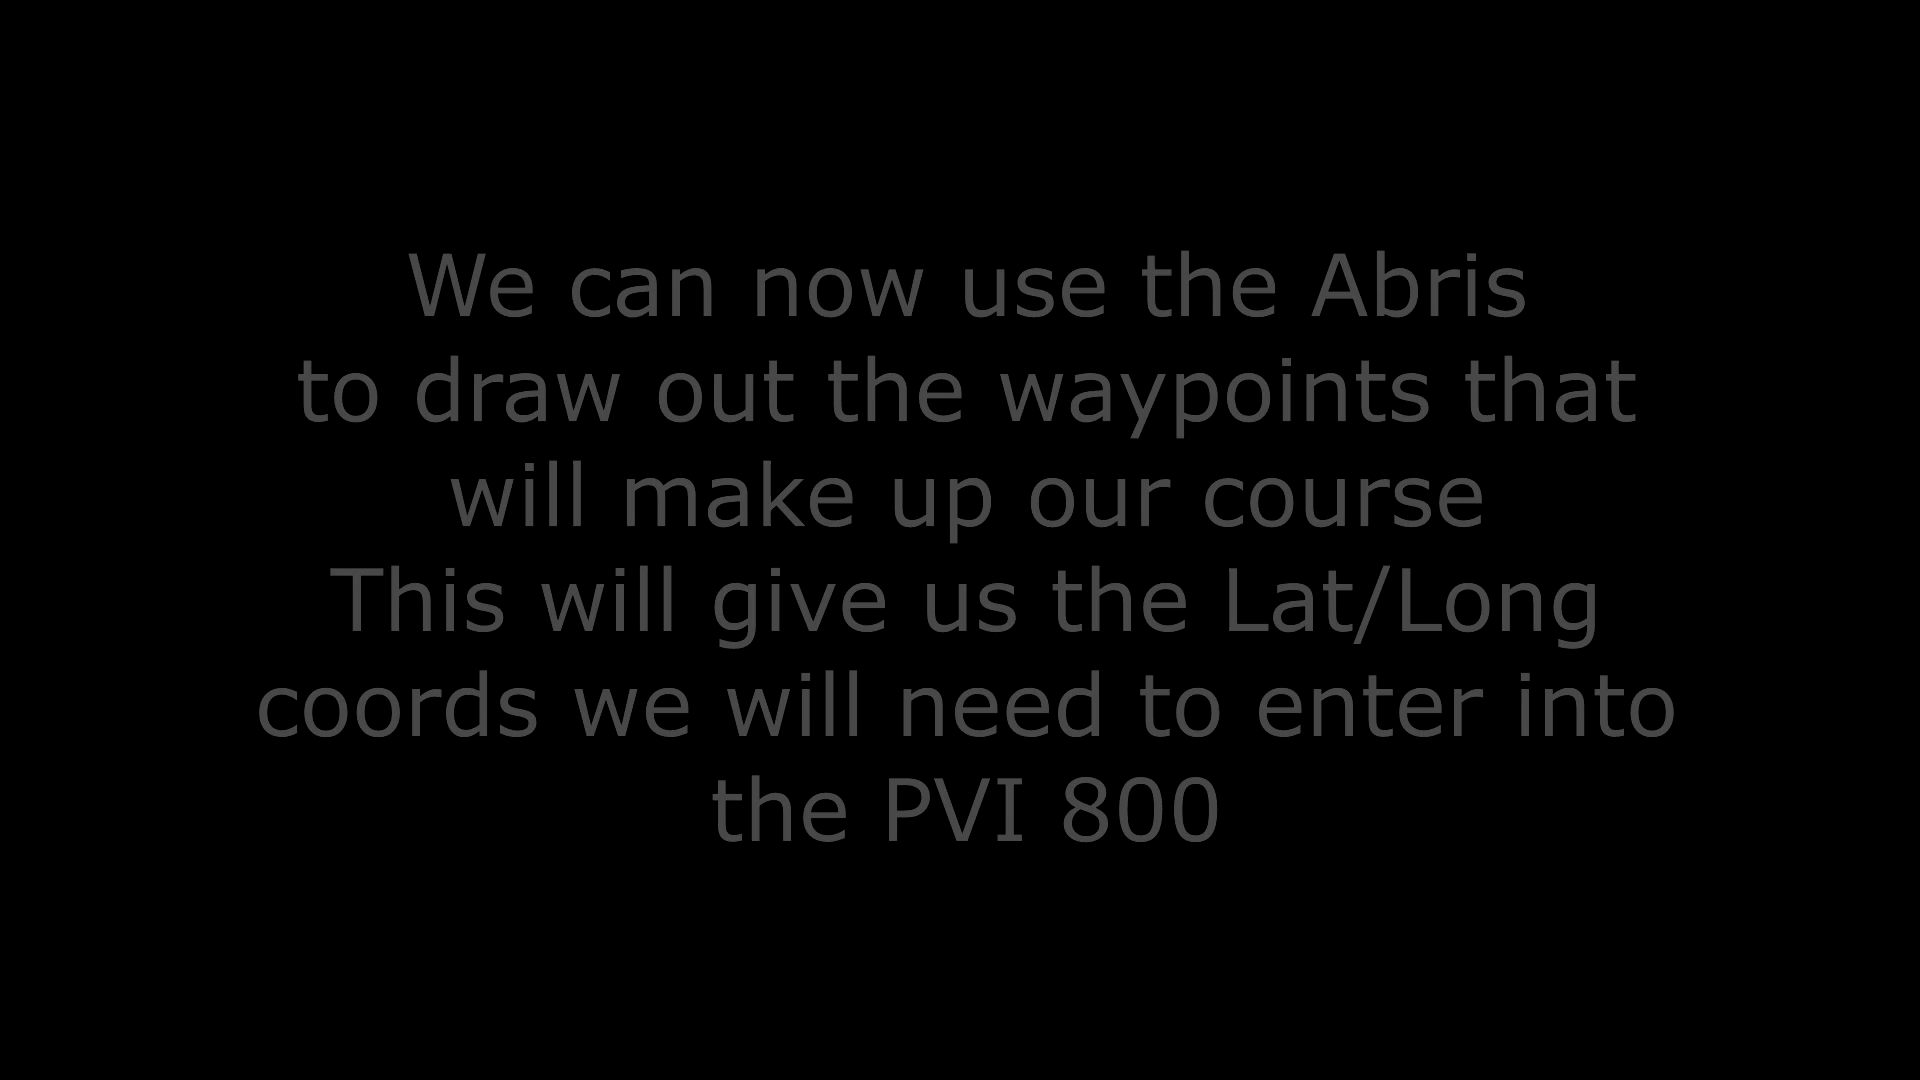 We can now use the Abris
to draw out the waypoints that
will make up our course
This will give us the Lat/Long
coords we will need to enter into
the PVI 800